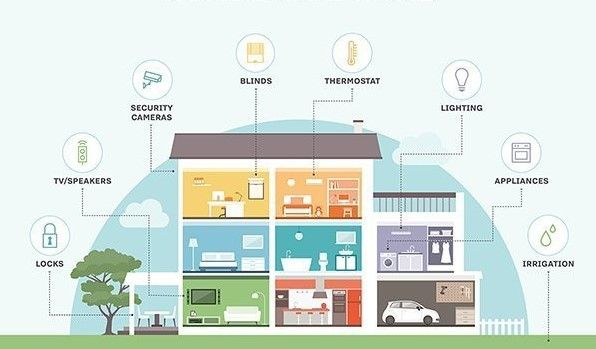 BLINDS
THERMOSTAT
SECURITY
CAMERAS
LIGHTING
TV/SPEAKERS
APPLIANCES
LOCKS
IRRIGATION